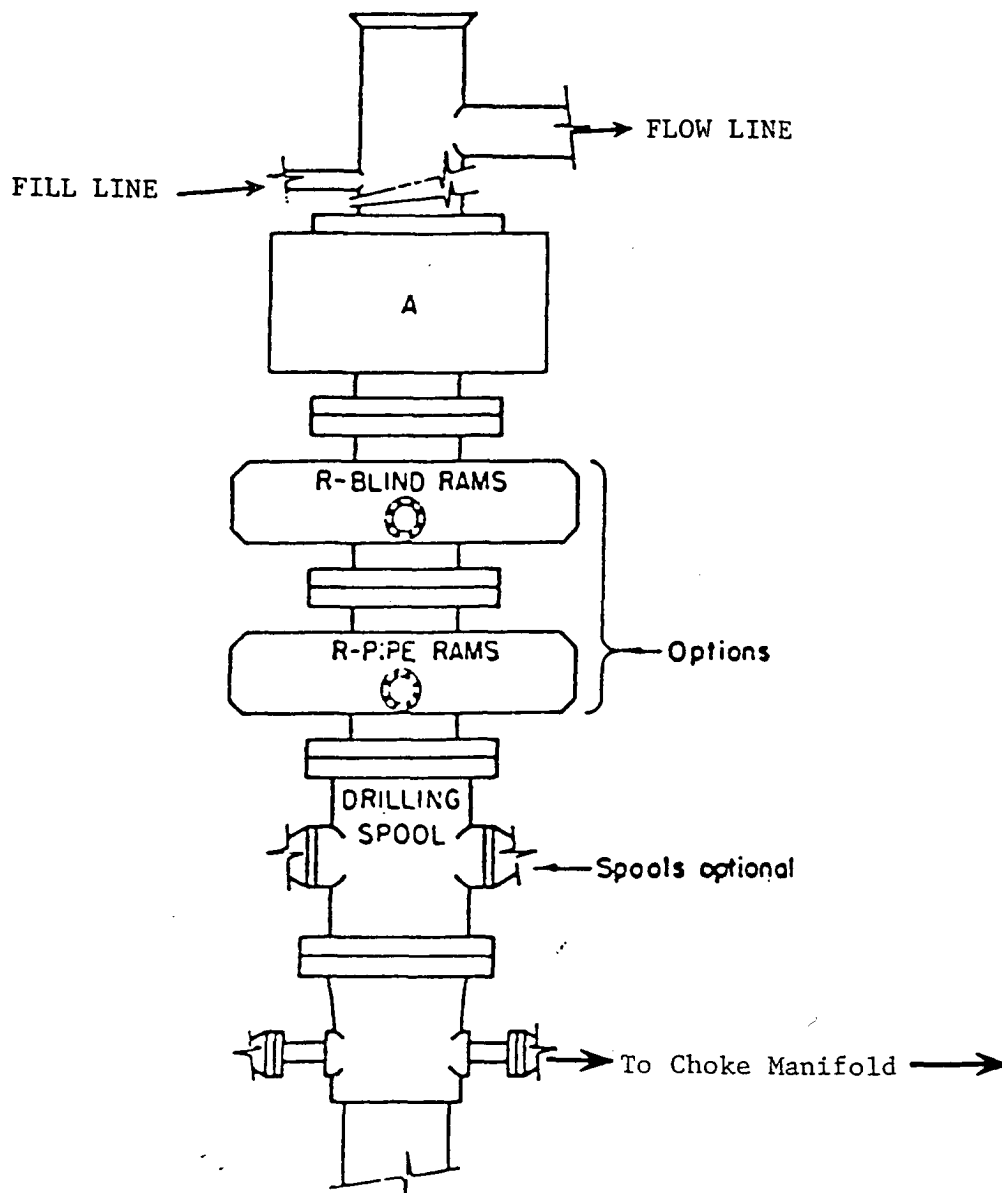 FLOW LINE
FILL LINE
A
R-BLIND RAMS
R-PIPE RAMS
Options
DRILLING
SPOOL
Spools optional
To Choke Manifold